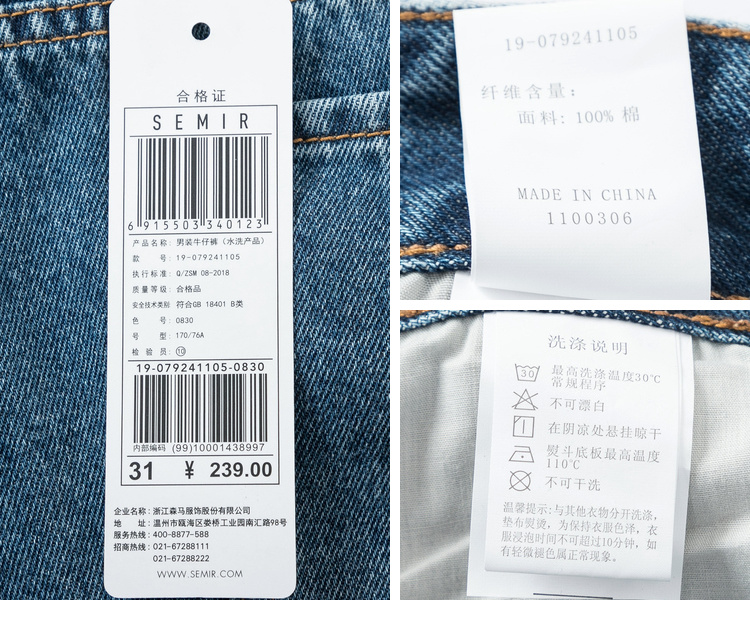 合格证
SEMIR
6 915503 340123
产品名称: 男装牛仔裤（水洗产品）
款 号: 19-079241105
执行标准: Q/ZSM 08-2018
质量等级: 合格品
安全技术类别 符合GB 18401 B类
色 号: 0830
号 型: 170/76A
检 验 员: ⑩
19-079241105-0830
内部编码 (99)10001438997
31 ¥ 239.00
企业名称: 浙江森马服饰股份有限公司
地 址: 温州市瓯海区娄桥工业园南汇路98号
服务热线: 400-8877-588
招商热线: 021-67288111
021-67288222
WWW.SEMIR.COM
19-079241105
纤维含量:
面料: 100% 棉
MADE IN CHINA
1100306
洗涤说明
30
最高洗涤温度30℃
常规程序
不可漂白
在阴凉处悬挂晾干
熨斗底板最高温度
110℃
不可干洗
温馨提示:与其他衣物分开洗涤,
垫布熨烫,为保持衣服色泽,衣
服浸泡时间不可超过10分钟,如
有轻微褪色属正常现象。